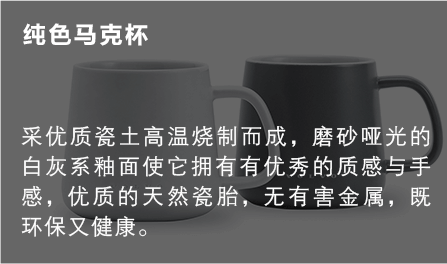 纯色马克杯
采优质瓷土高温烧制而成，磨砂哑光的
白灰系釉面使它拥有有优秀的质感与手
感，优质的天然瓷胎，无有害金属，既
环保又健康。